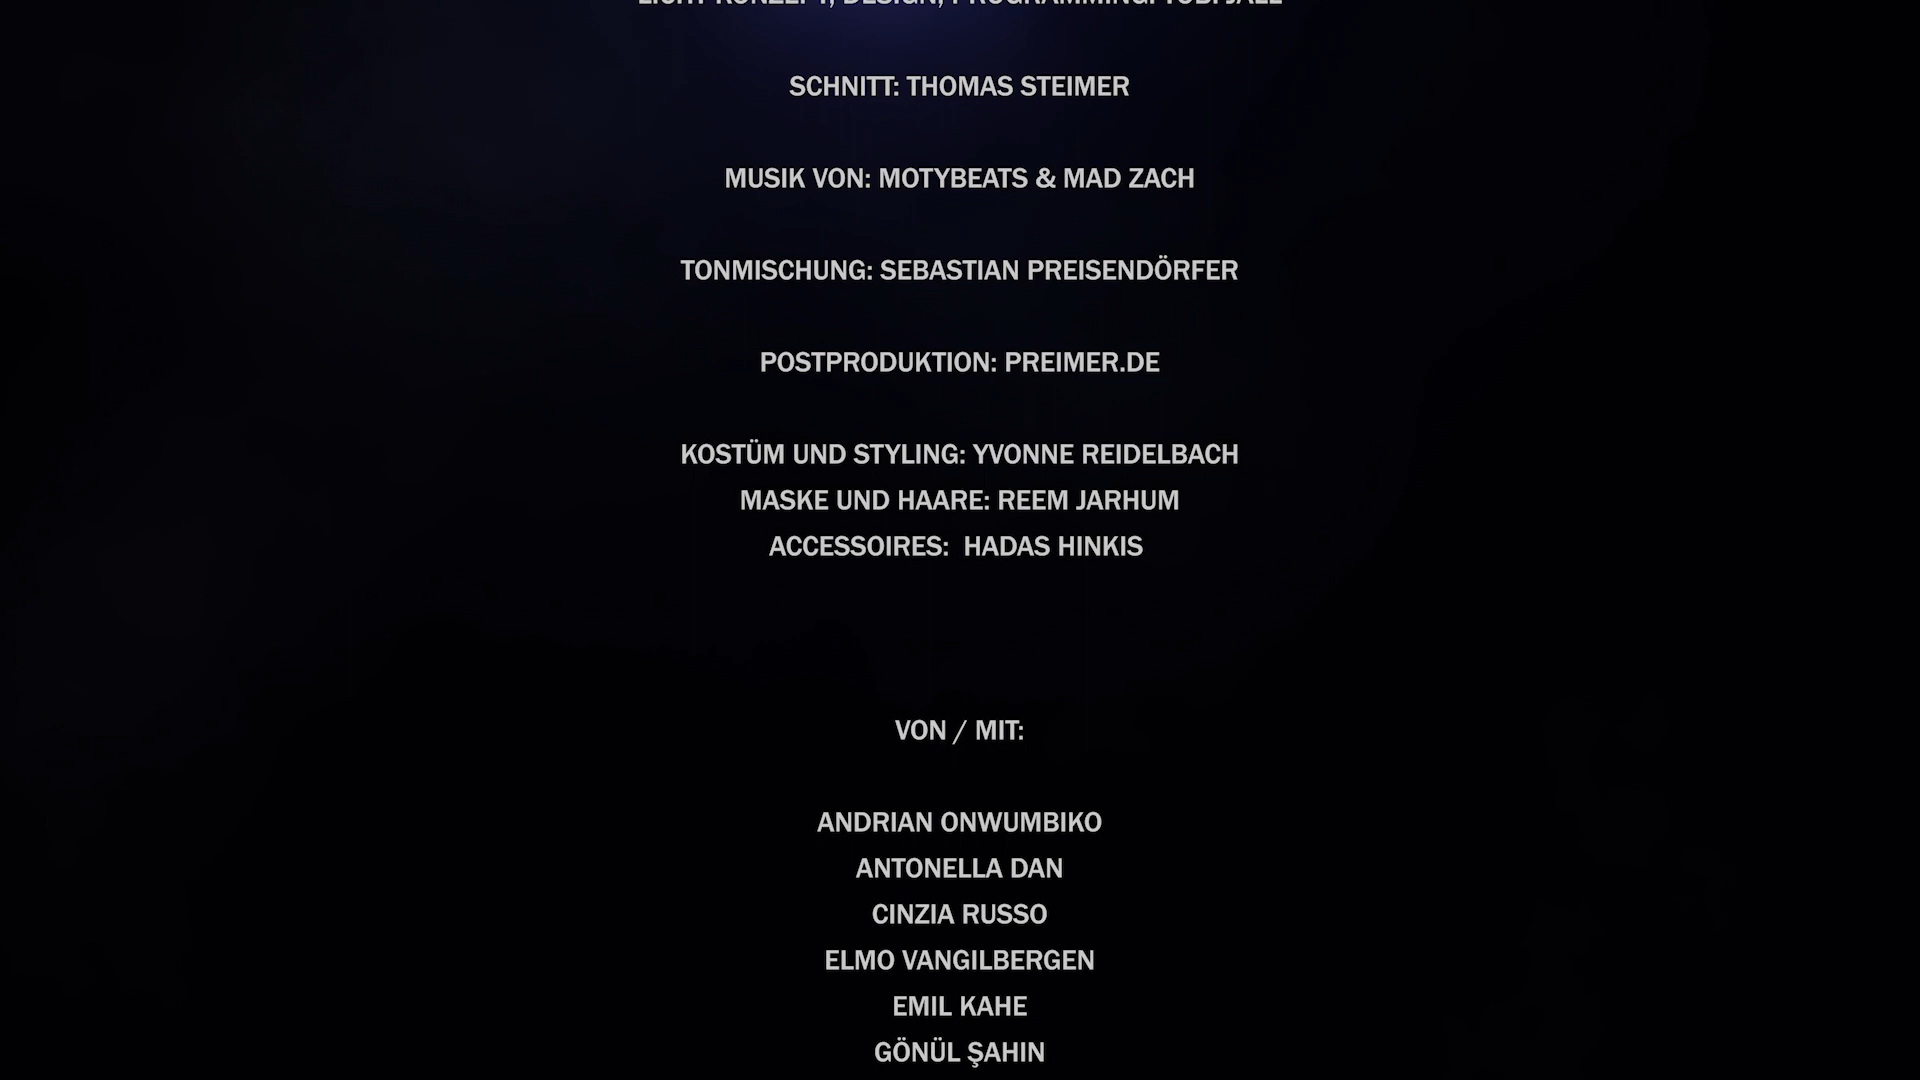 SCHNITT: THOMAS STEIMER
MUSIK VON: MOTYBEATS & MAD ZACH
TONMISCHUNG: SEBASTIAN PREISENDÖRFER
POSTPRODUKTION: PREIMER.DE
KOSTÜM UND STYLING: YVONNE REIDELBACH
MASKE UND HAARE: REEM JARHUM
ACCESSOIRES: HADAS HINKIS
VON / MIT:
ANDRIAN ONWUMBIKO
ANTONELLA DAN
CINZIA RUSSO
ELMO VANGILBERGEN
EMIL KAHE
GÖNÜL ŞAHIN